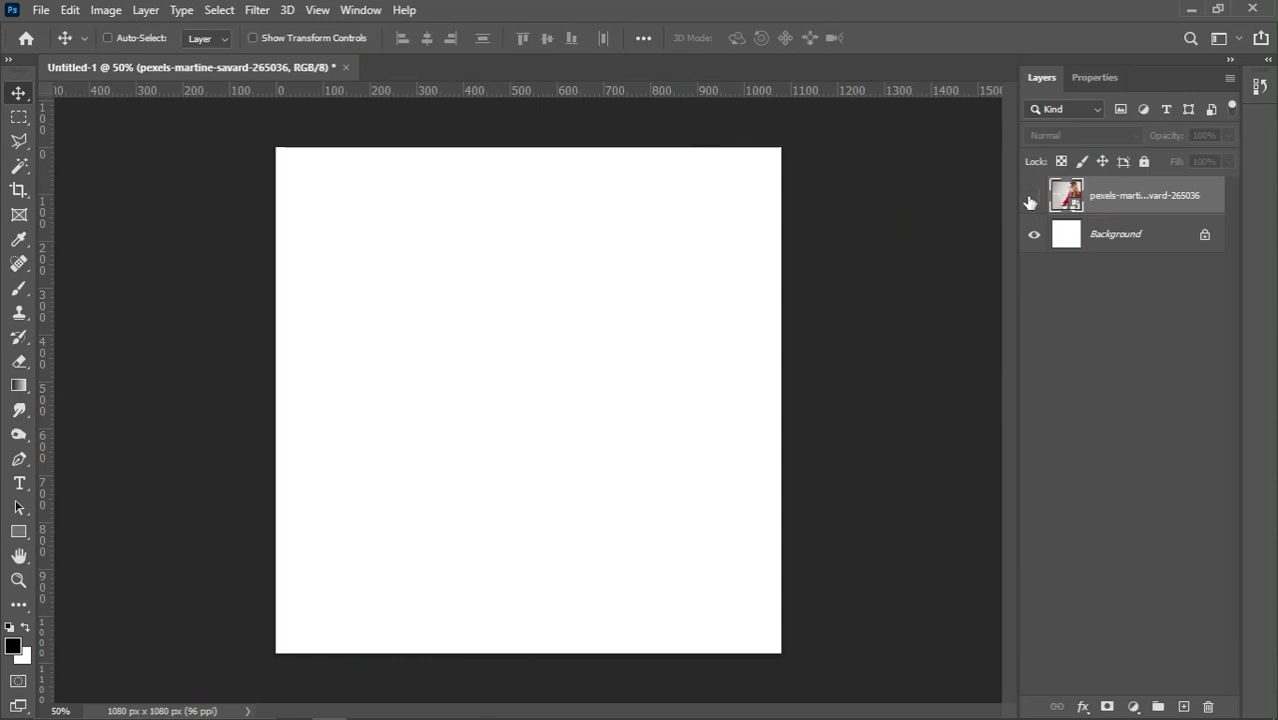 Ps File Edit Image Layer Type Select Filter 3D View Window Help
Auto-Select: Layer Show Transform Controls 3D Mode:
Untitled-1 @ 50% (pexels-martine-savard-265036, RGB/8) *
400 300 200 100 0 100 200 300 400 500 600 700 800 900 1000 1100 1200 1300 1400
Layers Properties
Kind
Normal Opacity: 100%
Lock: Fill: 100%
pexels-marti...vard-265036
Background
50% 1080 px x 1080 px (96 ppi)